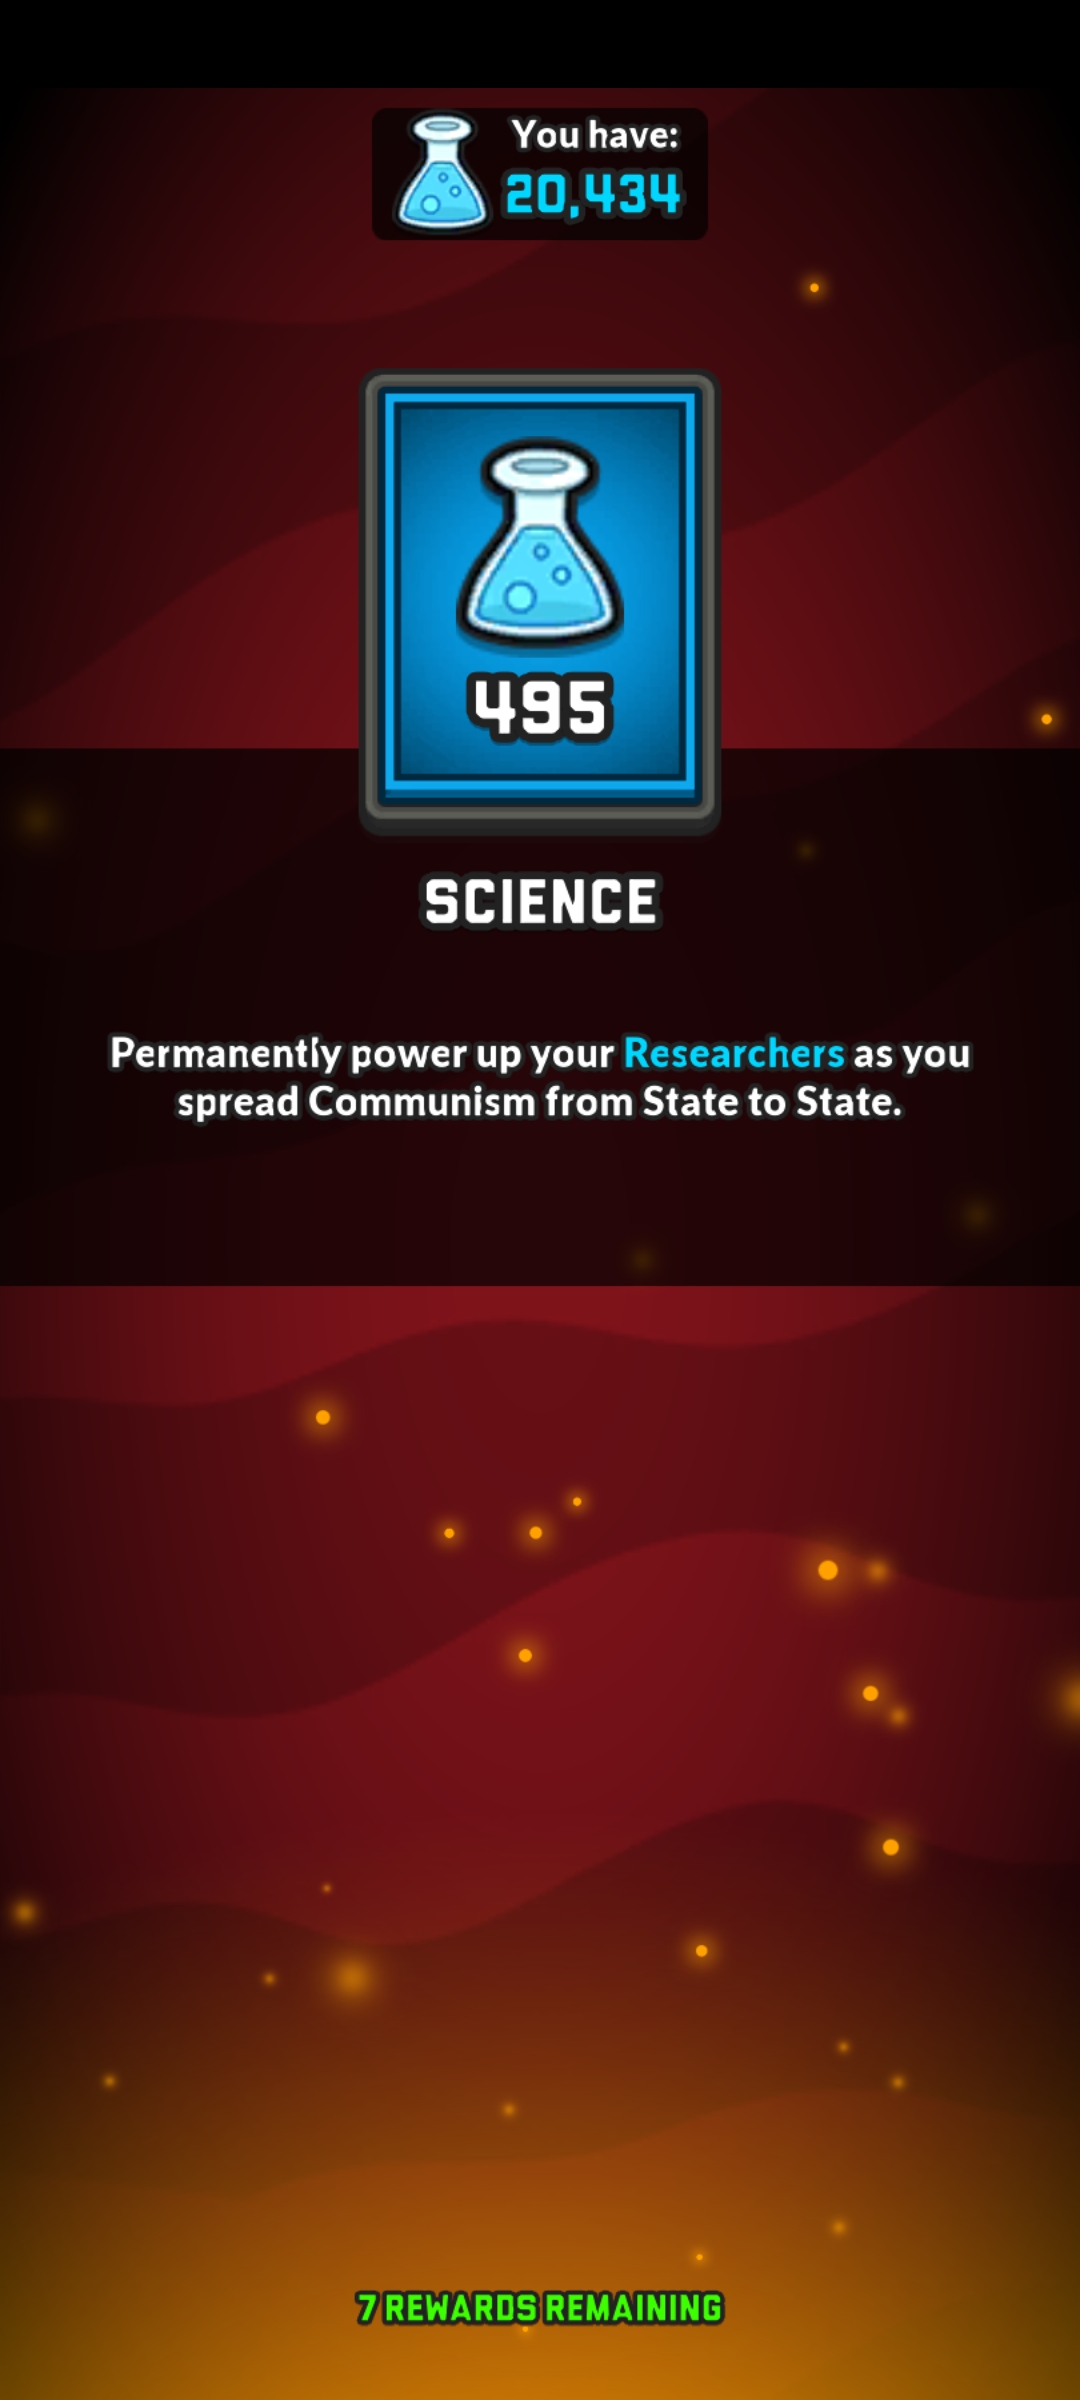 You have:
20,434
495
SCIENCE
Permanently power up your Researchers as you
spread Communism from State to State.
7 REWARDS REMAINING